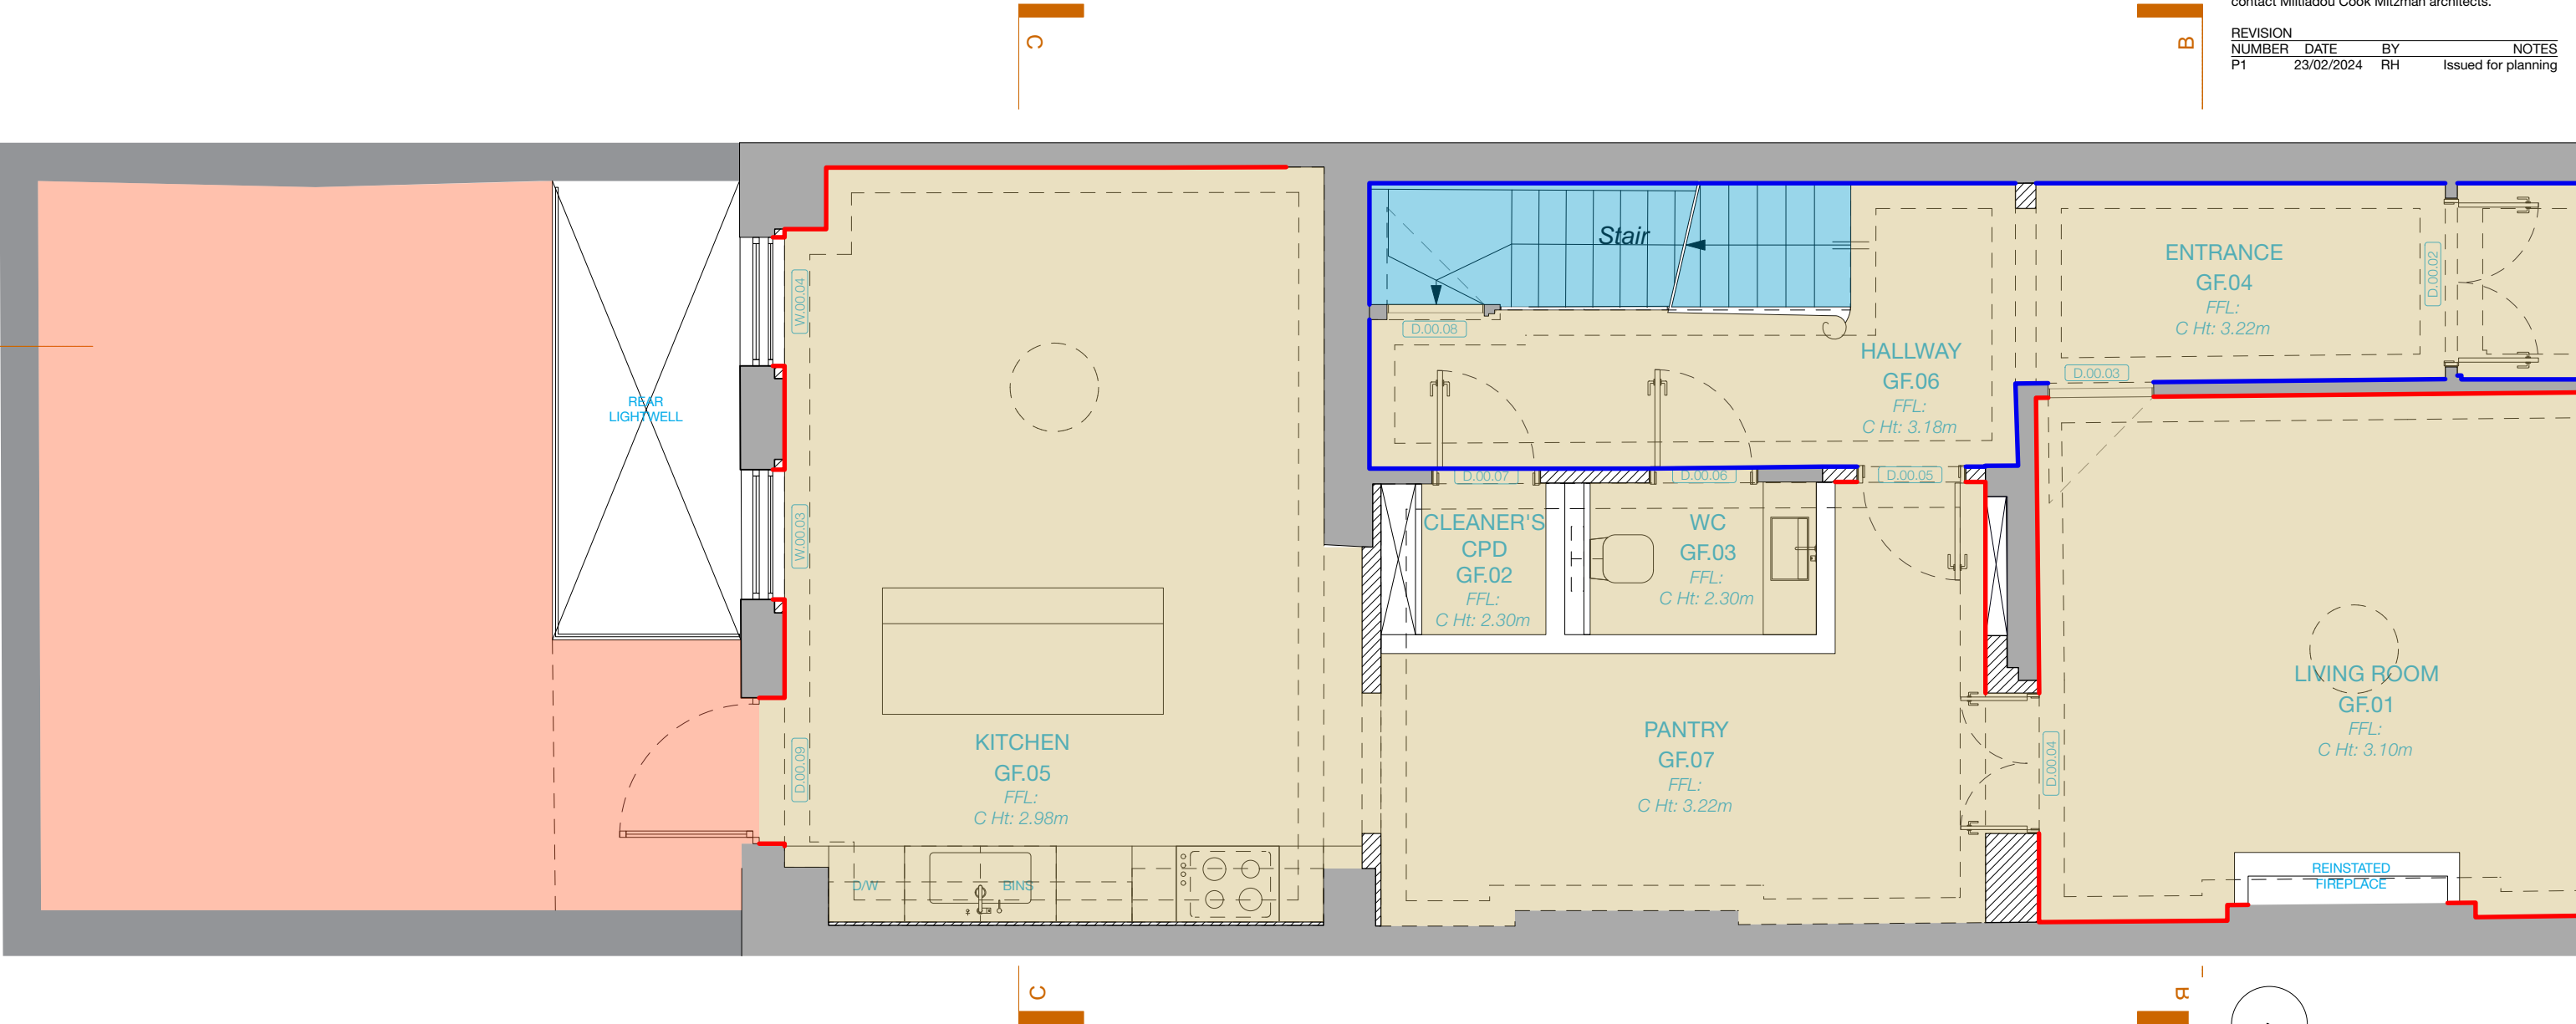 contact Miltiadou Cook Mitzman architects.
REVISION
NUMBER DATE BY NOTES
P1 23/02/2024 RH Issued for planning
C
B
Stair
ENTRANCE
GF.04
FFL:
C Ht: 3.22m
D.00.02
W.00.04
D.00.08
HALLWAY
GF.06
FFL:
C Ht: 3.18m
D.00.03
REAR
LIGHTWELL
D.00.07
D.00.06
D.00.05
W.00.03
CLEANER'S
CPD
GF.02
FFL:
C Ht: 2.30m
WC
GF.03
FFL:
C Ht: 2.30m
LIVING ROOM
GF.01
FFL:
C Ht: 3.10m
KITCHEN
GF.05
FFL:
C Ht: 2.98m
D.00.09
PANTRY
GF.07
FFL:
C Ht: 3.22m
D.00.04
D/W
BINS
REINSTATED
FIREPLACE
C